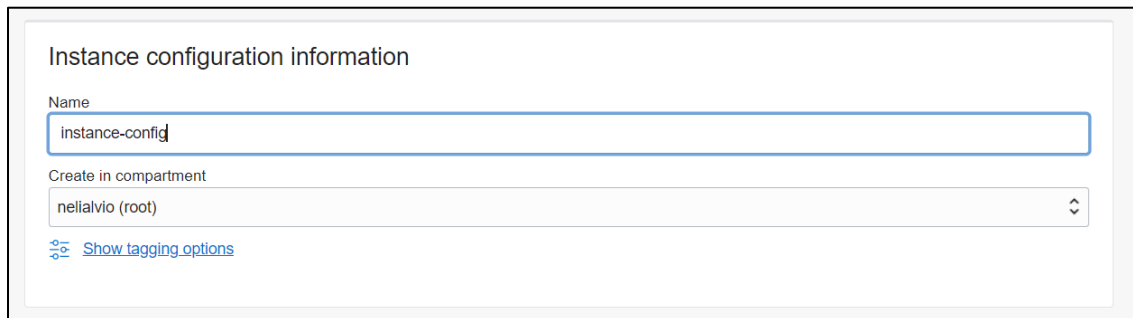 Instance configuration information
Name
instance-config
Create in compartment
nelialvio (root)
Show tagging options